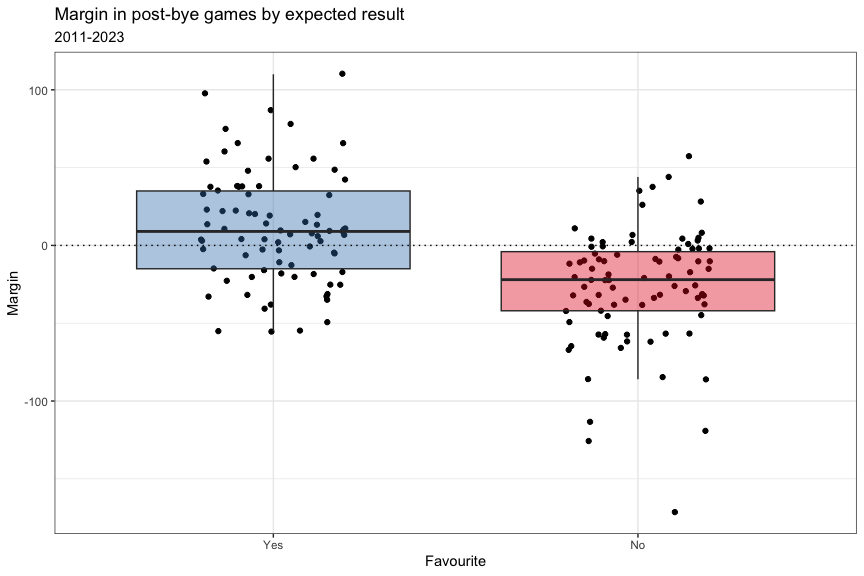 Margin in post-bye games by expected result
2011-2023
100
0
-100
Margin
Yes
No
Favourite